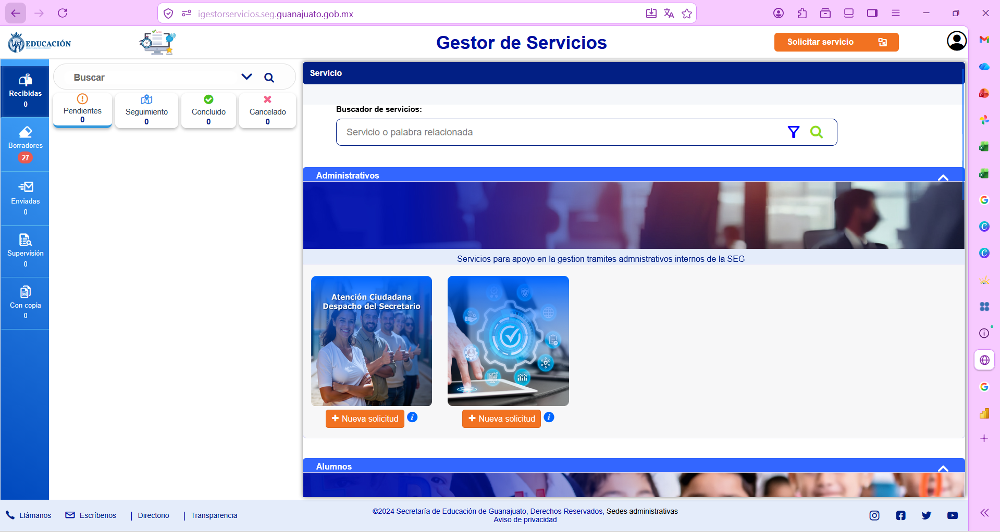 igestorservicios.seg.guanajuato.gob.mx
EDUCACIÓN
Gestor de Servicios
Solicitar servicio
Recibidas
0
Borradores
27
Enviadas
0
Supervisión
0
Con copia
0
Buscar
Pendientes
0
Seguimiento
0
Concluido
0
Cancelado
0
Servicio
Buscador de servicios:
Servicio o palabra relacionada
Administrativos
Servicios para apoyo en la gestion tramites admnistrativos internos de la SEG
Atención Ciudadana
Despacho del Secretario
Nueva solicitud
Nueva solicitud
Alumnos
Llámanos
Escríbenos
| Directorio
| Transparencia
©2024 Secretaría de Educación de Guanajuato, Derechos Reservados, Sedes administrativas
Aviso de privacidad